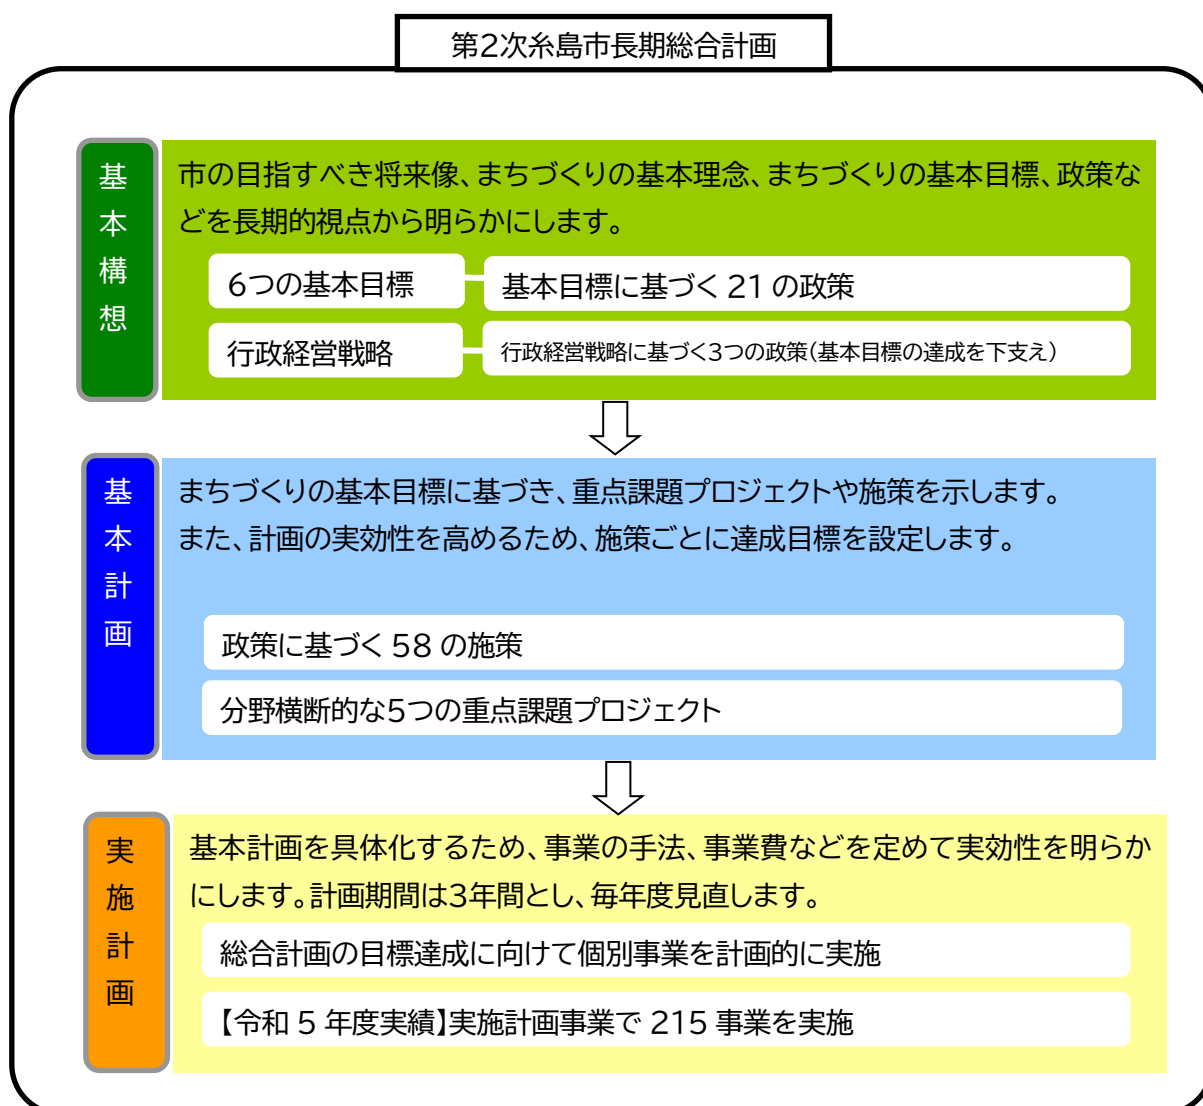 第2次糸島市長期総合計画
基本構想
市の目指すべき将来像、まちづくりの基本理念、まちづくりの基本目標、政策な
どを長期的視点から明らかにします。
6つの基本目標
基本目標に基づく 21 の政策
行政経営戦略
行政経営戦略に基づく3つの政策(基本目標の達成を下支え)
基本計画
まちづくりの基本目標に基づき、重点課題プロジェクトや施策を示します。
また、計画の実効性を高めるため、施策ごとに達成目標を設定します。
政策に基づく 58 の施策
分野横断的な5つの重点課題プロジェクト
実施計画
基本計画を具体化するため、事業の手法、事業費などを定めて実効性を明らか
にします。計画期間は3年間とし、毎年度見直します。
総合計画の目標達成に向けて個別事業を計画的に実施
【令和 5 年度実績】実施計画事業で 215 事業を実施